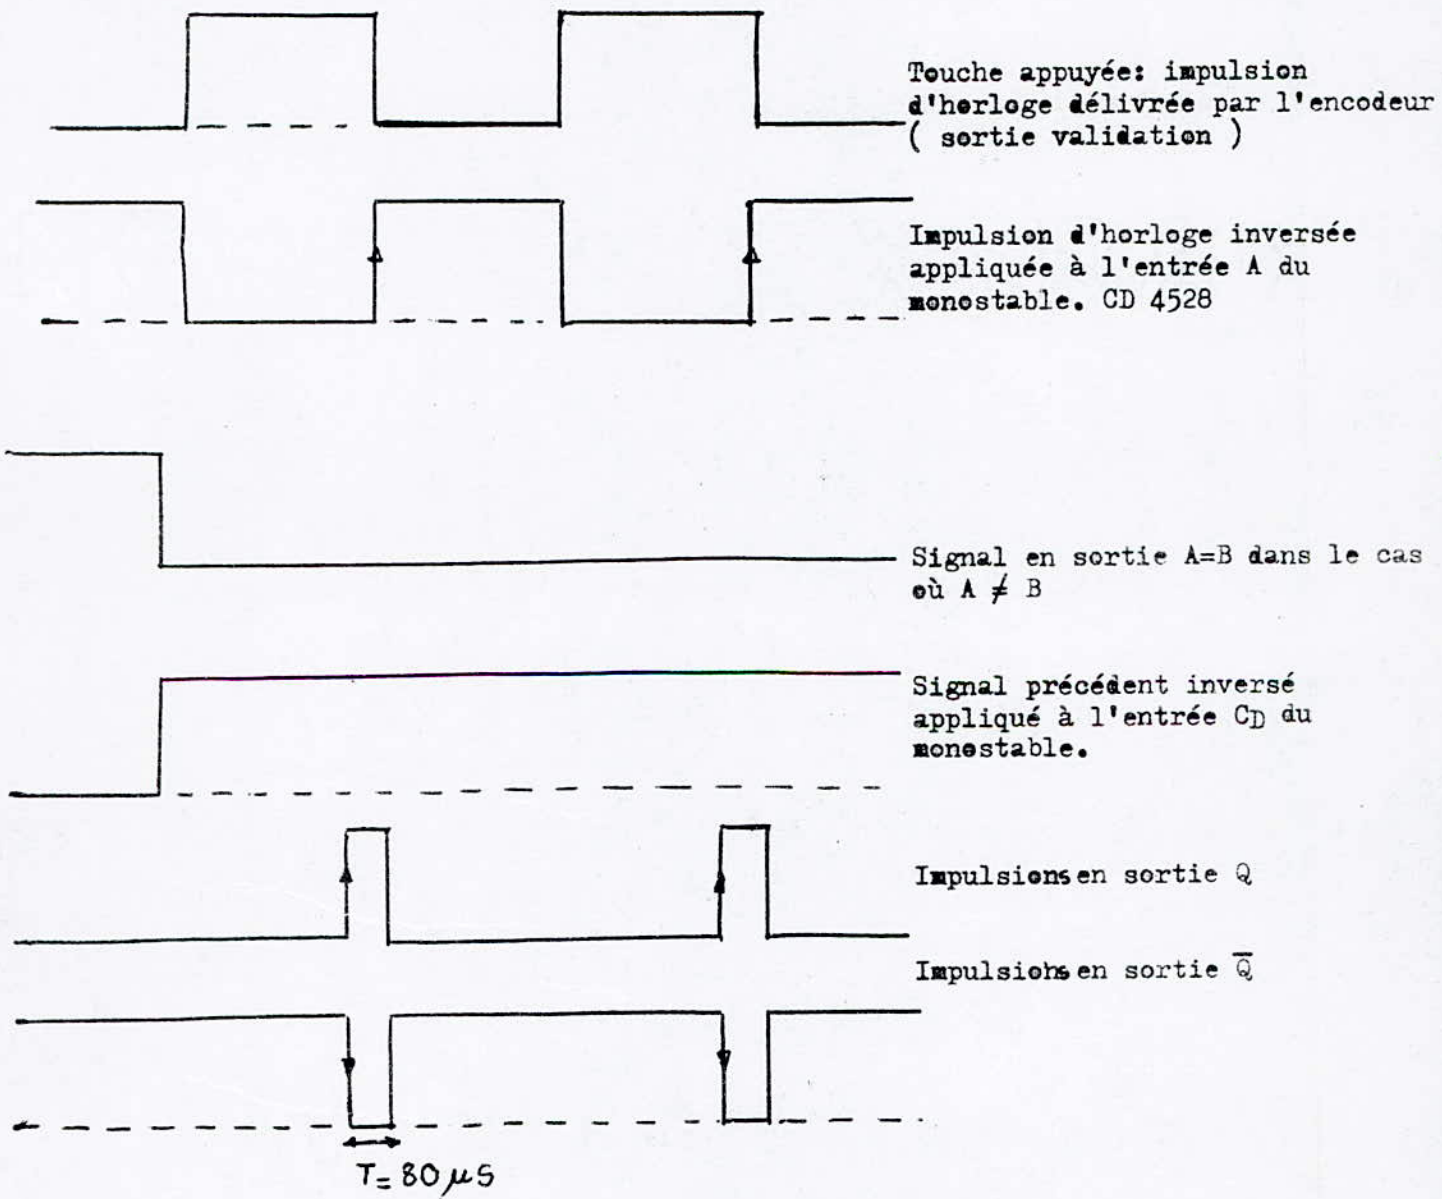 Touche appuyée: impulsion
d'horloge délivrée par l'encodeur
( sortie validation )
Impulsion d'horloge inversée
appliquée à l'entrée A du
monostable. CD 4528
Signal en sortie A=B dans le cas
où A ≠ B
Signal précédent inversé
appliqué à l'entrée CD du
monostable.
Impulsions en sortie Q
Impulsions en sortie Q̅
T= 80 µs